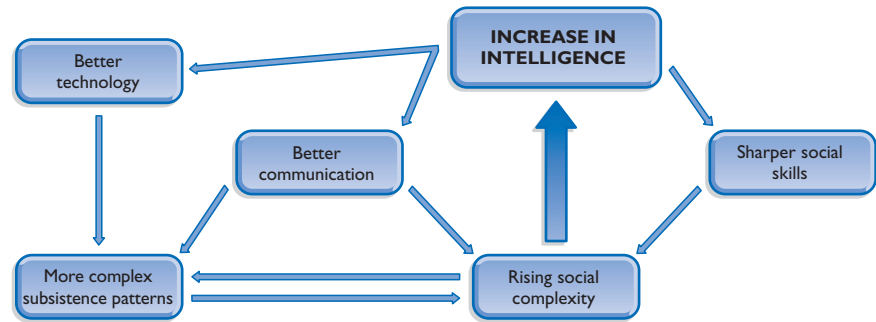 INCREASE IN
INTELLIGENCE
Better
technology
Better
communication
Sharper social
skills
More complex
subsistence patterns
Rising social
complexity